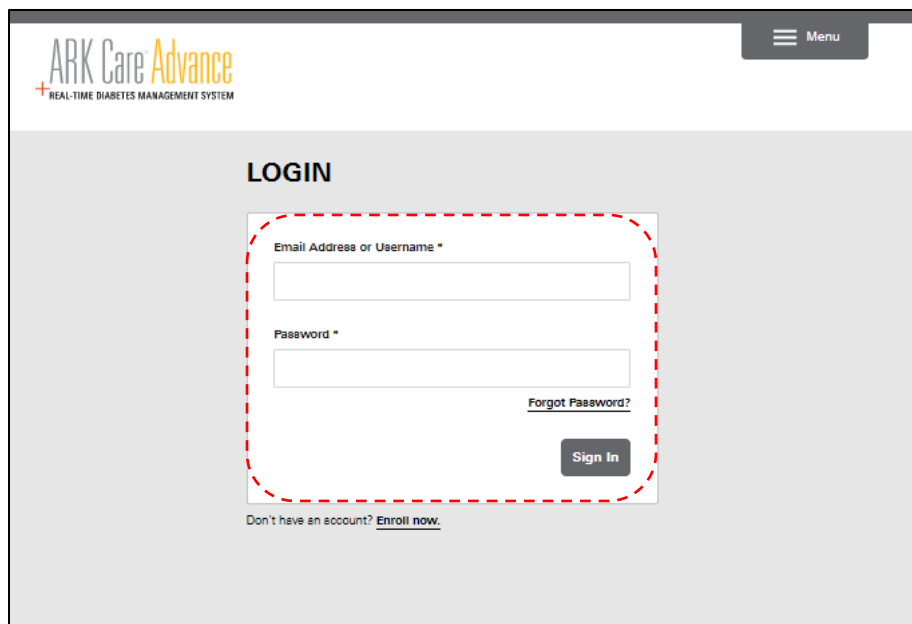 Menu
ARK Care Advance
REAL-TIME DIABETES MANAGEMENT SYSTEM
LOGIN
Email Address or Username *
Password *
Forgot Password?
Sign In
Don't have an account? Enroll now.